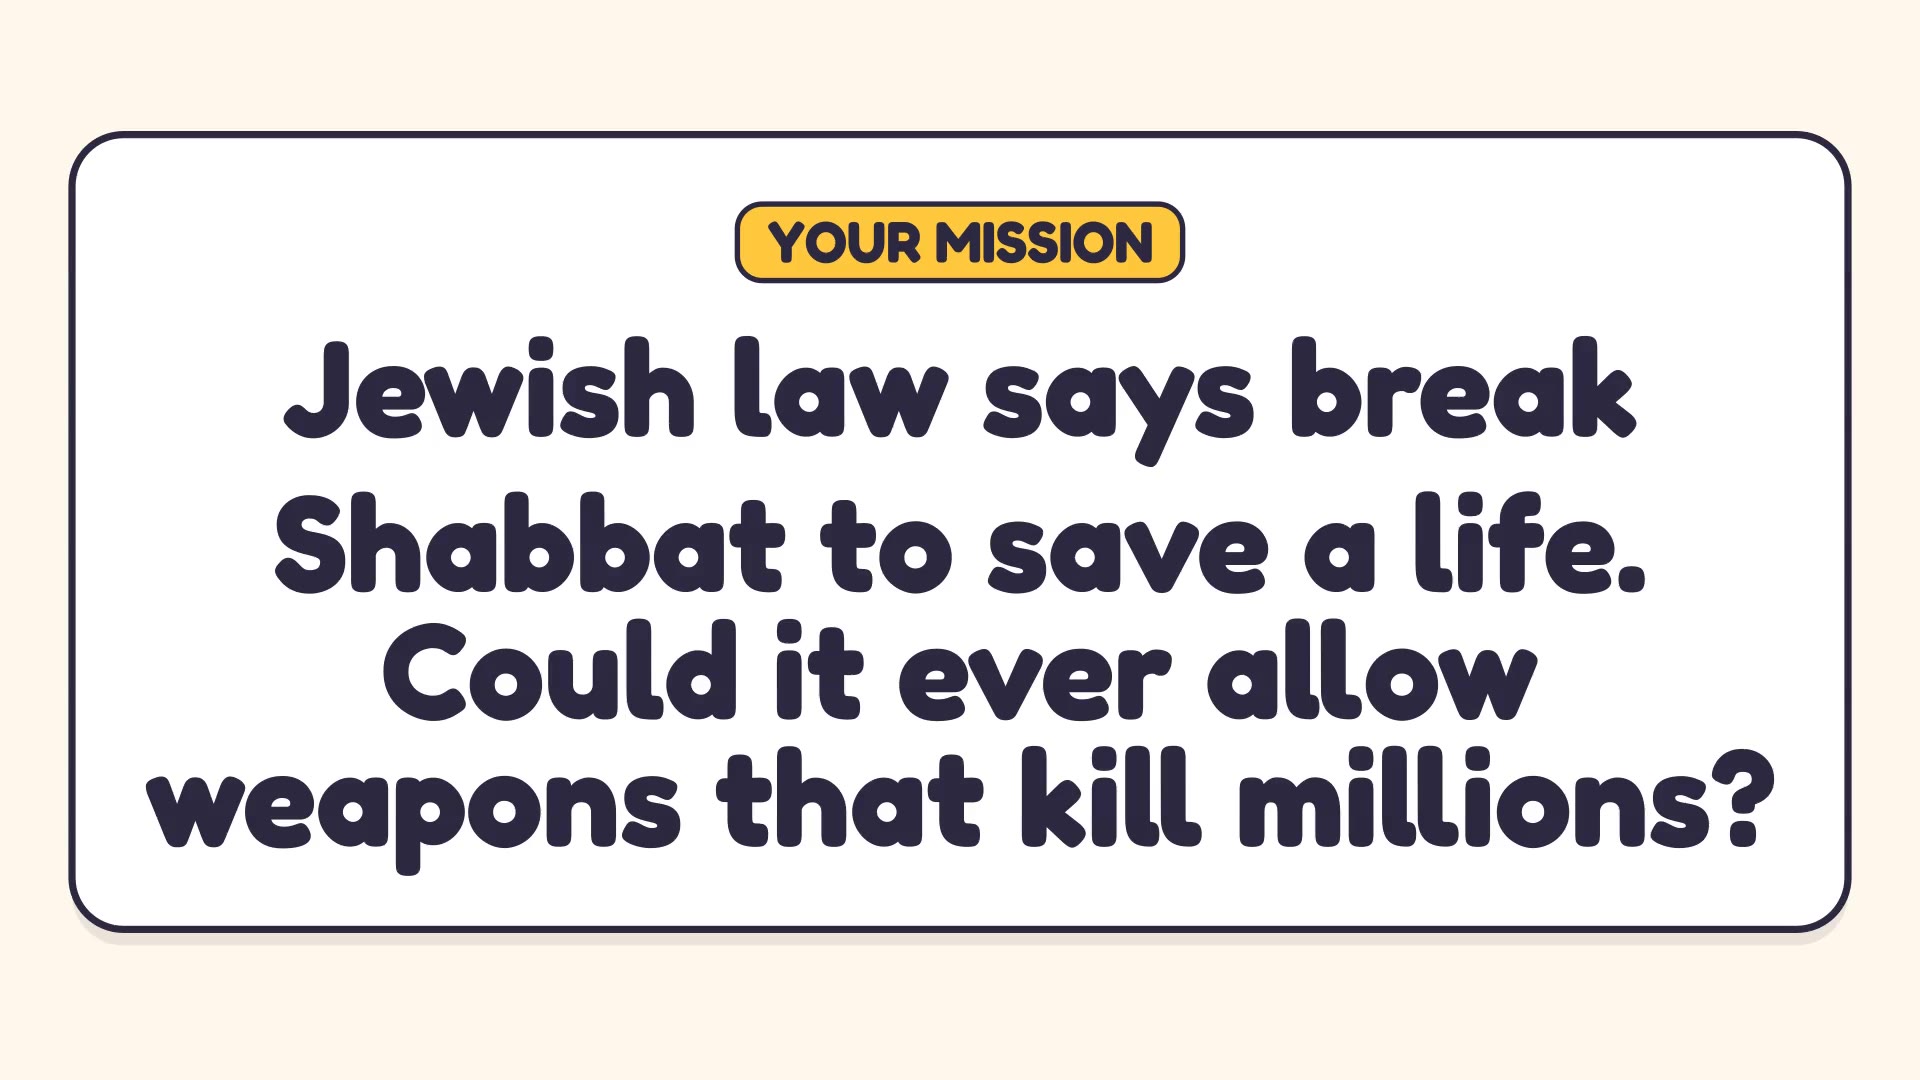 YOUR MISSION
Jewish law says break
Shabbat to save a life.
Could it ever allow
weapons that kill millions?